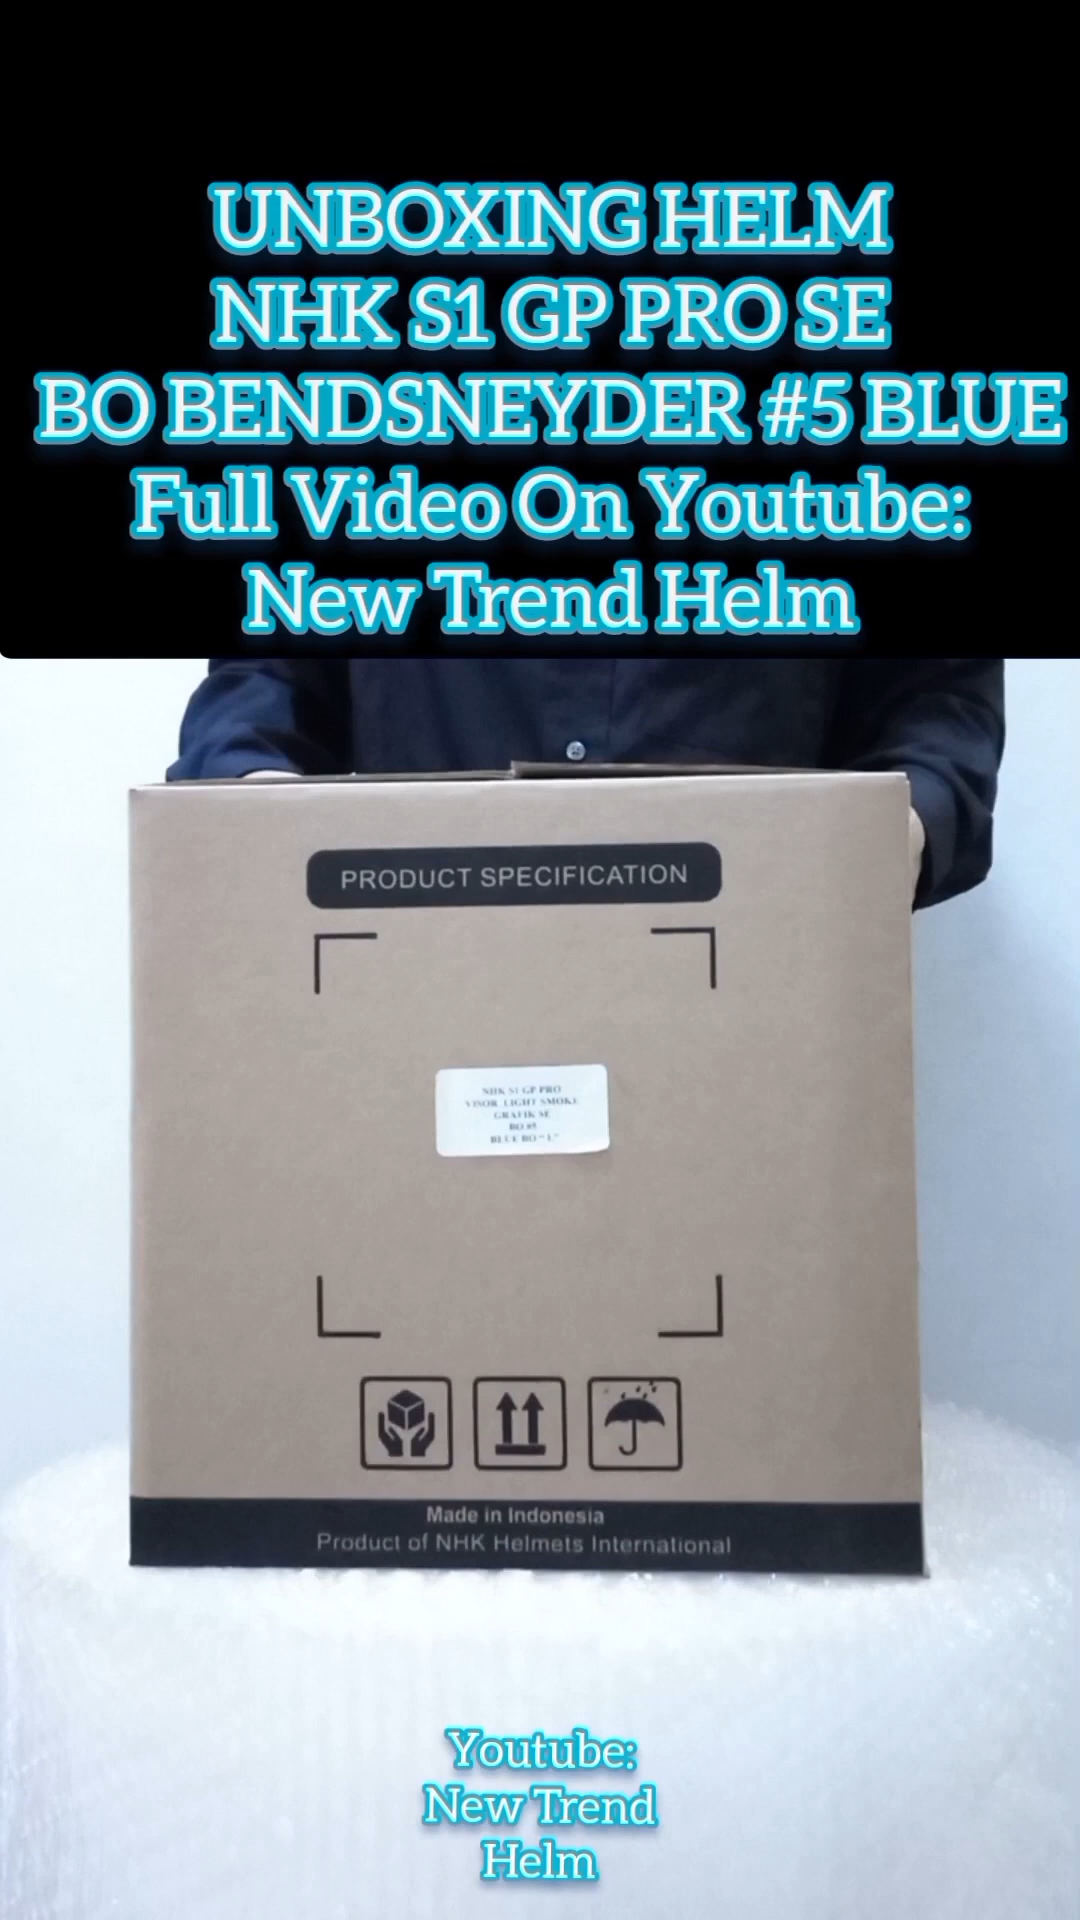 UNBOXING HELM
NHK S1 GP PRO SE
BO BENDSNEYDER #5 BLUE
Full Video On Youtube:
New Trend Helm
PRODUCT SPECIFICATION
NHK S1 GP PRO
VISOR LIGHT SMOKE
GRAFIK SE
BO #5
BLUE BO " L "
Made in Indonesia
Product of NHK Helmets International
Youtube:
New Trend
Helm